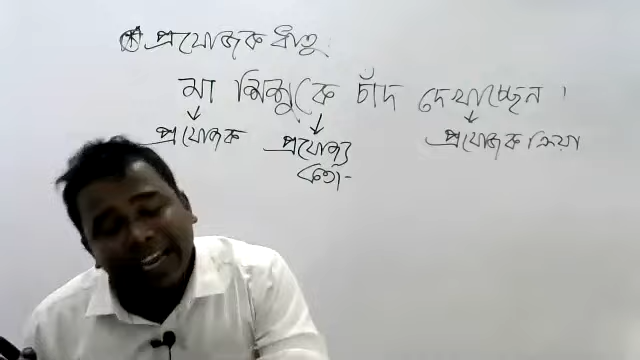 প্রযোজক ধাতু:
মা শিশুকে চাঁদ দেখাচ্ছেন।
প্রযোজক প্রযোজ্য প্রযোজক ক্রিয়া
কর্তা-